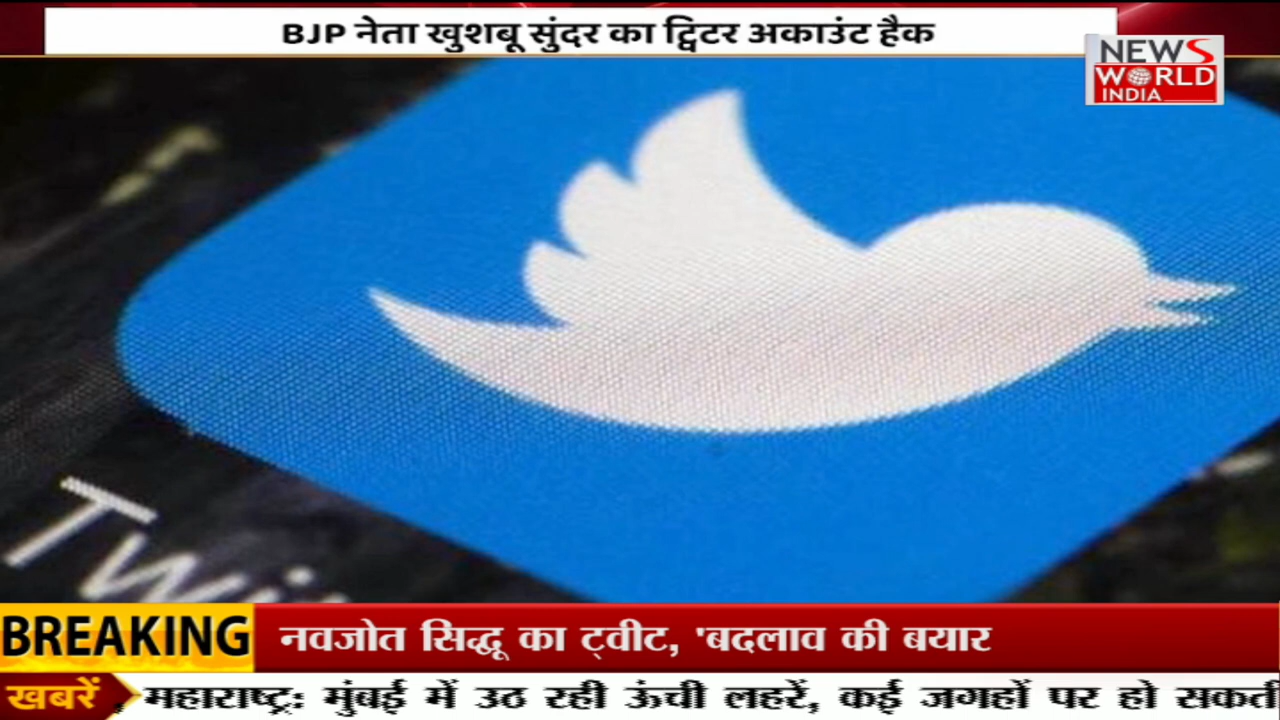 BJP नेता खुशबू सुंदर का ट्विटर अकाउंट हैक
NEWS
WORLD
INDIA
BREAKING
नवजोत सिद्धू का ट्वीट, 'बदलाव की बयार
खबरें
महाराष्ट्र: मुंबई में उठ रही ऊंची लहरें, कई जगहों पर हो सकती